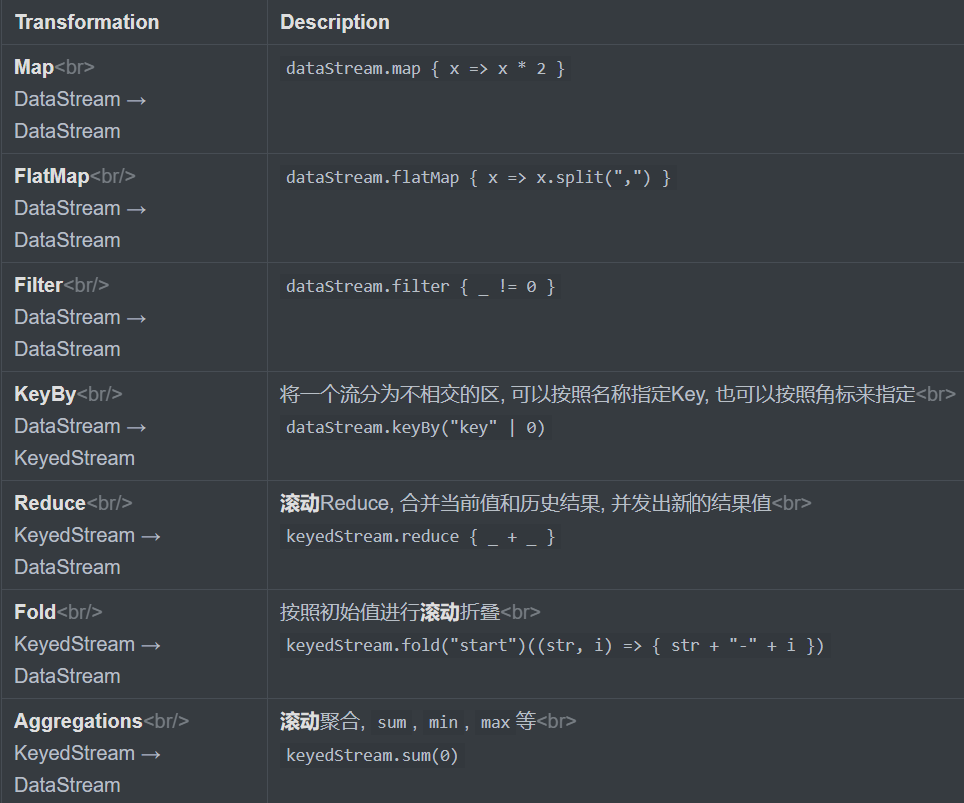 Transformation Description
Map<br>
DataStream →
DataStream
dataStream.map { x => x * 2 }
FlatMap<br/>
DataStream →
DataStream
dataStream.flatMap { x => x.split(",") }
Filter<br/>
DataStream →
DataStream
dataStream.filter { _ != 0 }
KeyBy<br/>
DataStream →
KeyedStream
将一个流分为不相交的区, 可以按照名称指定Key, 也可以按照角标来指定<br>
dataStream.keyBy("key" | 0)
Reduce<br/>
KeyedStream →
DataStream
滚动Reduce, 合并当前值和历史结果, 并发出新的结果值<br>
keyedStream.reduce { _ + _ }
Fold<br/>
KeyedStream →
DataStream
按照初始值进行滚动折叠<br>
keyedStream.fold("start")((str, i) => { str + "-" + i })
Aggregations<br/>
KeyedStream →
DataStream
滚动聚合, sum , min , max 等<br>
keyedStream.sum(0)